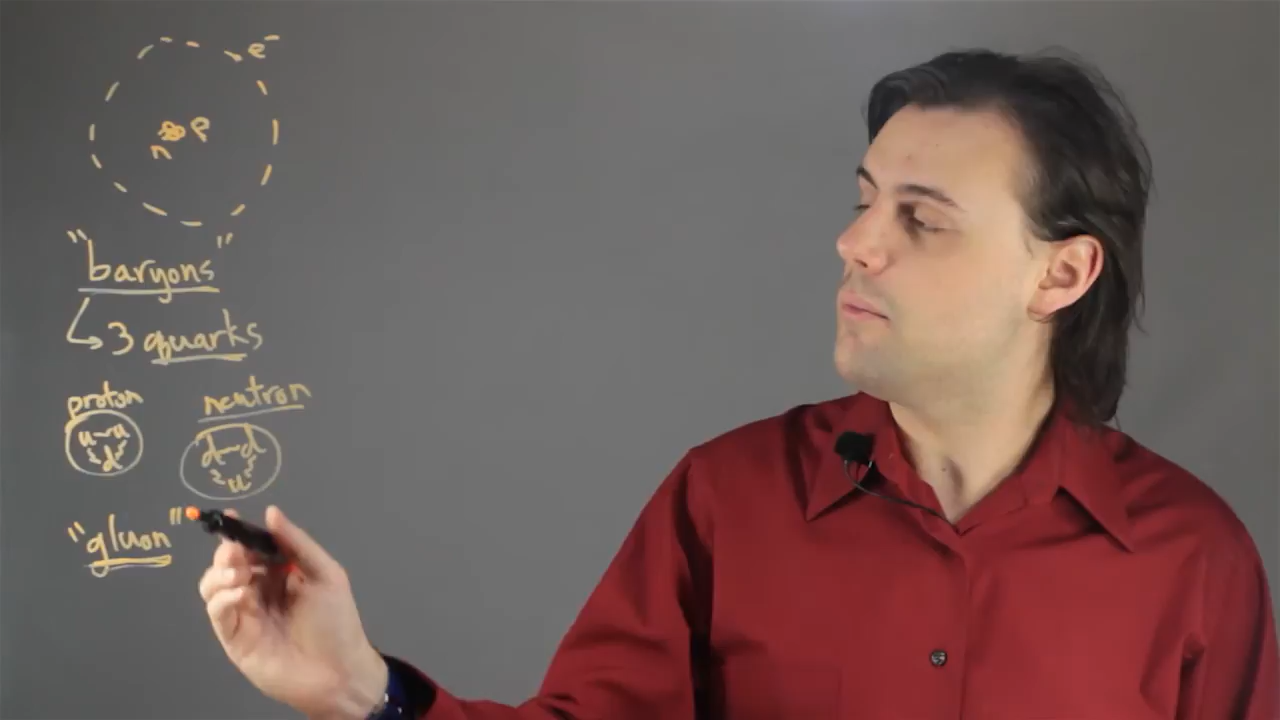 e⁻
p
n
"baryons"
↳ 3 quarks
proton neutron
u u d d
d u
"gluon"